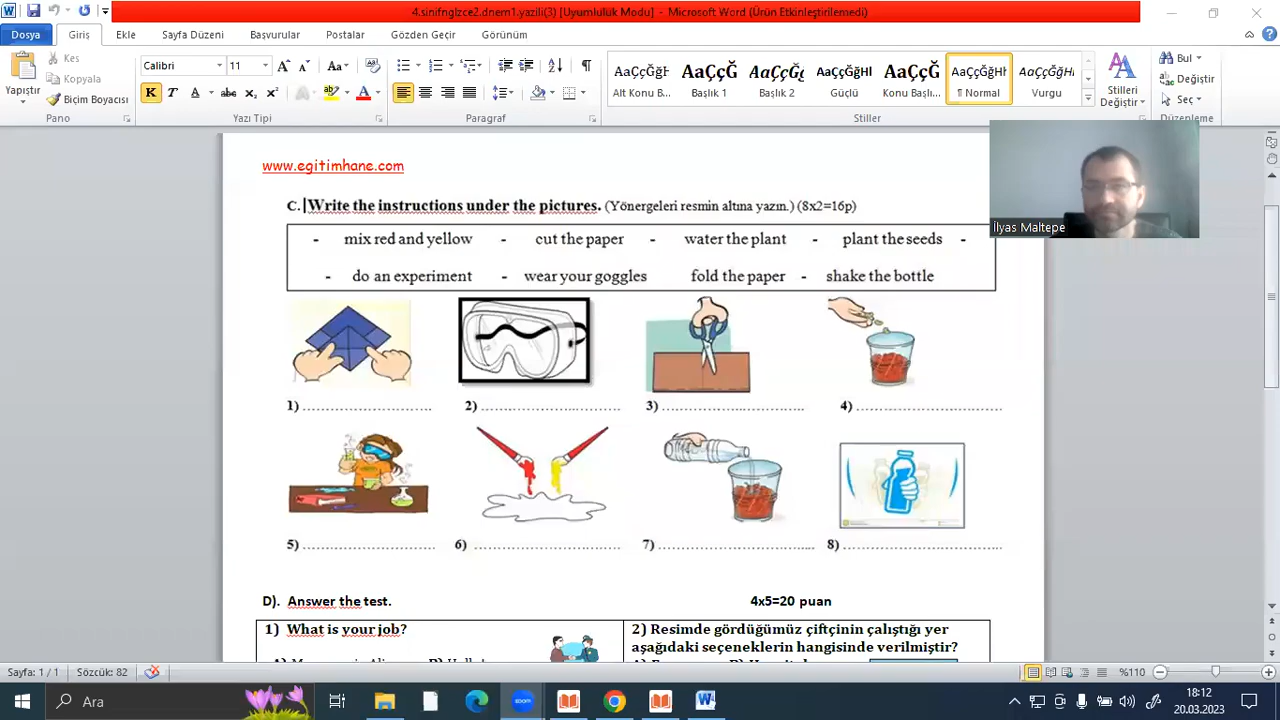 4.sinifnglzce2.dnem1.yazili(3) [Uyumluluk Modu] - Microsoft Word (Ürün Etkinleştirilemedi)
Dosya Giriş Ekle Sayfa Düzeni Başvurular Postalar Gözden Geçir Görünüm
Yapıştır
Kes
Kopyala
Biçim Boyacısı
Calibri 11
AaÇçĞğİ AaÇçĞ AaÇçĞğ AaÇçĞğHl AaÇçĞ AaÇçĞğHl AaÇçĞğHl
Alt Konu B... Başlık 1 Başlık 2 Güçlü Konu Başlı... ¶ Normal Vurgu
Stilleri Değiştir
Bul
Değiştir
Seç
Pano Yazı Tipi Paragraf Stiller Düzenleme
www.egitimhane.com
C. Write the instructions under the pictures. (Yönergeleri resmin altına yazın.) (8x2=16p)
- mix red and yellow - cut the paper - water the plant - plant the seeds -
- do an experiment - wear your goggles fold the paper - shake the bottle
1) ................................ 2) ................................ 3) ................................ 4) ................................
5) ................................ 6) ................................ 7) ................................ 8) ................................
D). Answer the test. 4x5=20 puan
1) What is your job?
2) Resimde gördüğümüz çiftçinin çalıştığı yer
aşağıdaki seçeneklerin hangisinde verilmiştir?
İlyas Maltepe
Sayfa: 1 / 1 Sözcük: 82 %110
Ara
zoom
18:12
20.03.2023